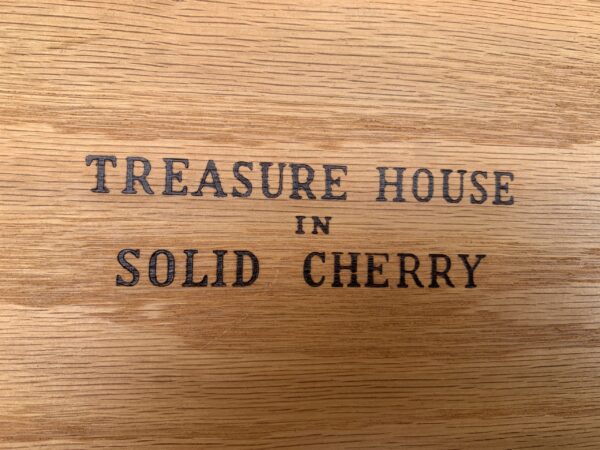 TREASURE HOUSE
IN
SOLID CHERRY